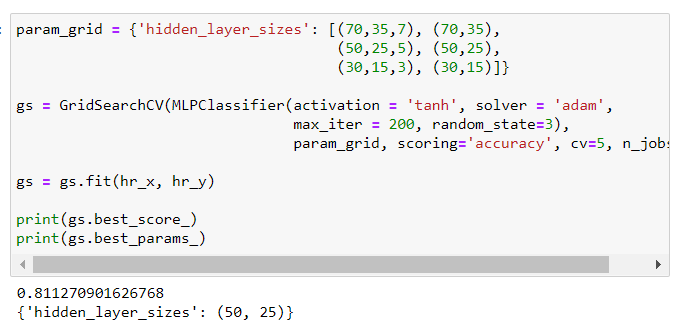 :
param_grid = {'hidden_layer_sizes': [(70,35,7), (70,35),
(50,25,5), (50,25),
(30,15,3), (30,15)]}
gs = GridSearchCV(MLPClassifier(activation = 'tanh', solver = 'adam',
max_iter = 200, random_state=3),
param_grid, scoring='accuracy', cv=5, n_jobs
gs = gs.fit(hr_x, hr_y)
print(gs.best_score_)
print(gs.best_params_)
0.811270901626768
{'hidden_layer_sizes': (50, 25)}